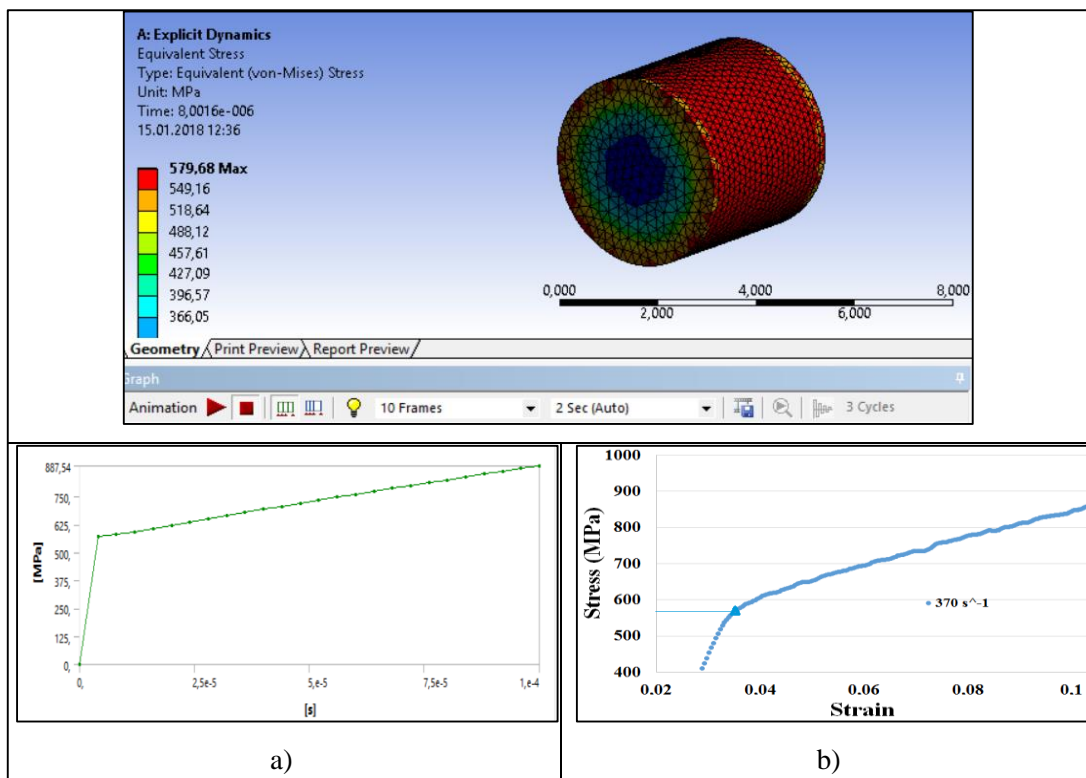 A: Explicit Dynamics
Equivalent Stress
Type: Equivalent (von-Mises) Stress
Unit: MPa
Time: 8,0016e-006
15.01.2018 12:36
579,68 Max
549,16
518,64
488,12
457,61
427,09
396,57
366,05
0,000 4,000 8,000
2,000 6,000
Geometry Print Preview Report Preview
Graph
Animation 10 Frames 2 Sec (Auto) 3 Cycles
887,54
750,
625,
500,
375,
250,
125,
0,
[MPa]
0, 2,5e-5 5,e-5 7,5e-5 1,e-4
[s]
1000
900
800
700
600
500
400
Stress (MPa)
370 s^-1
0.02 0.04 0.06 0.08 0.1
Strain
a) b)